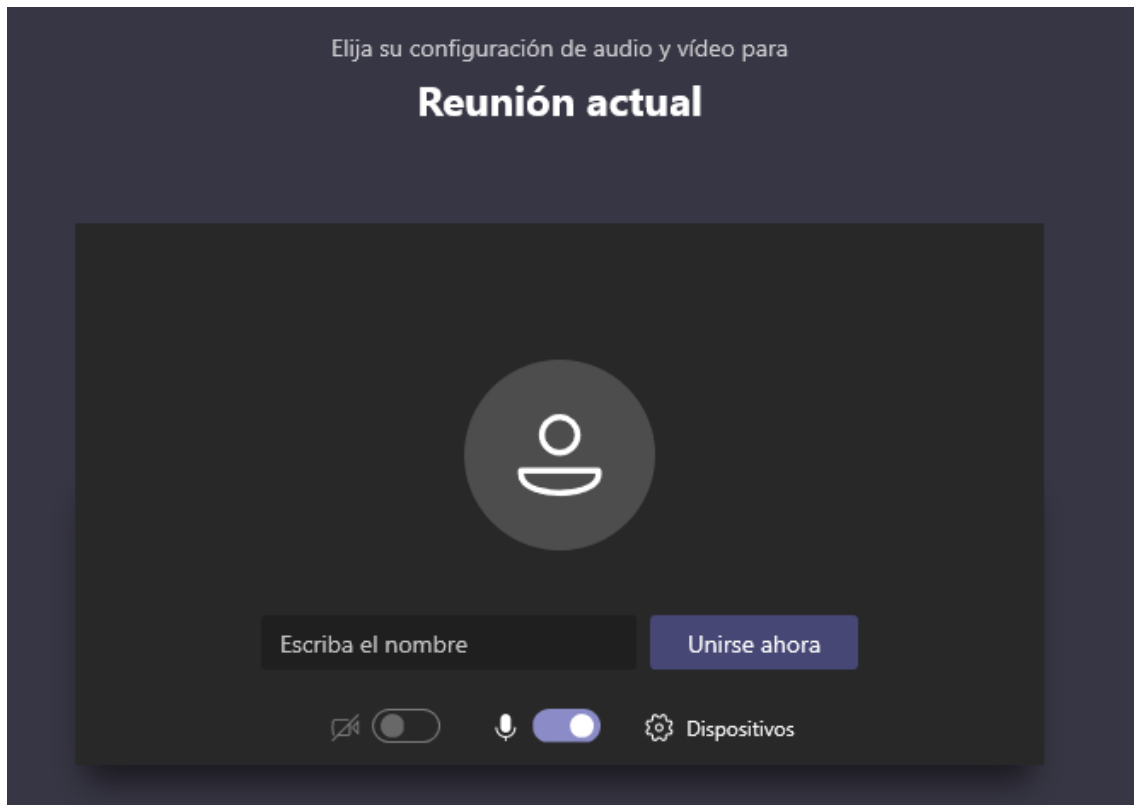 Elija su configuración de audio y vídeo para
Reunión actual
Escriba el nombre
Unirse ahora
Dispositivos